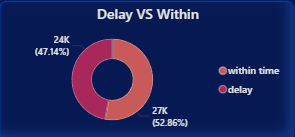 Delay VS Within
24K
(47.14%)
within time
delay
27K
(52.86%)